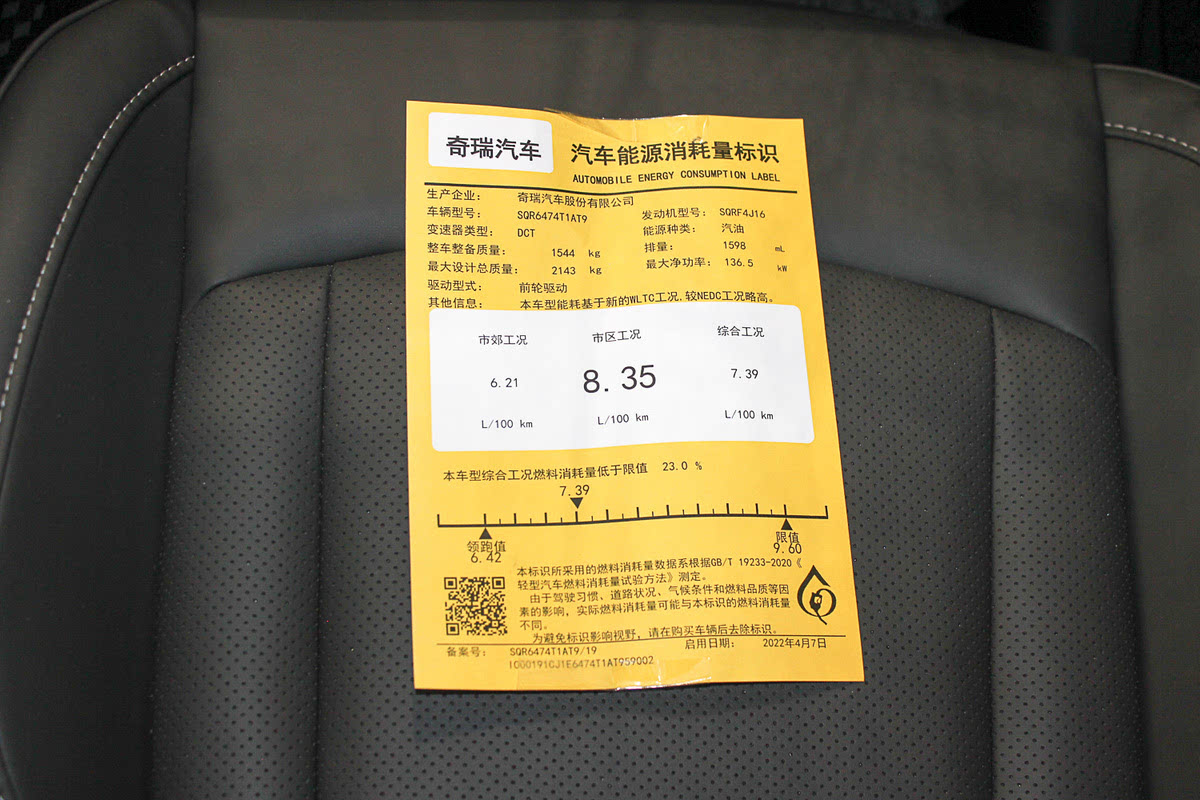 奇瑞汽车
汽车能源消耗量标识
AUTOMOBILE ENERGY CONSUMPTION LABEL
生产企业: 奇瑞汽车股份有限公司
车辆型号: SQR6474T1AT9 发动机型号: SQRF4J16
变速器类型: DCT 能源种类: 汽油
整车整备质量: 1544 kg 排量: 1598 mL
最大设计总质量: 2143 kg 最大净功率: 136.5 kW
驱动型式: 前轮驱动
其他信息: 本车型能耗基于新的WLTC工况,较NEDC工况略高。
市郊工况 市区工况 综合工况
6.21 8.35 7.39
L/100 km L/100 km L/100 km
本车型综合工况燃料消耗量低于限值 23.0 %
7.39
领跑值 限值
6.42 9.60
本标识所采用的燃料消耗量数据系根据GB/T 19233-2020《
轻型汽车燃料消耗量试验方法》测定。
由于驾驶习惯、道路状况、气候条件和燃料品质等因
素的影响,实际燃料消耗量可能与本标识的燃料消耗量
不同。
为避免标识影响视野,请在购买车辆后去除标识。
备案号: SQR6474T1AT9/19 启用日期: 2022年4月7日
I000191CJ1E6474T1AT959002